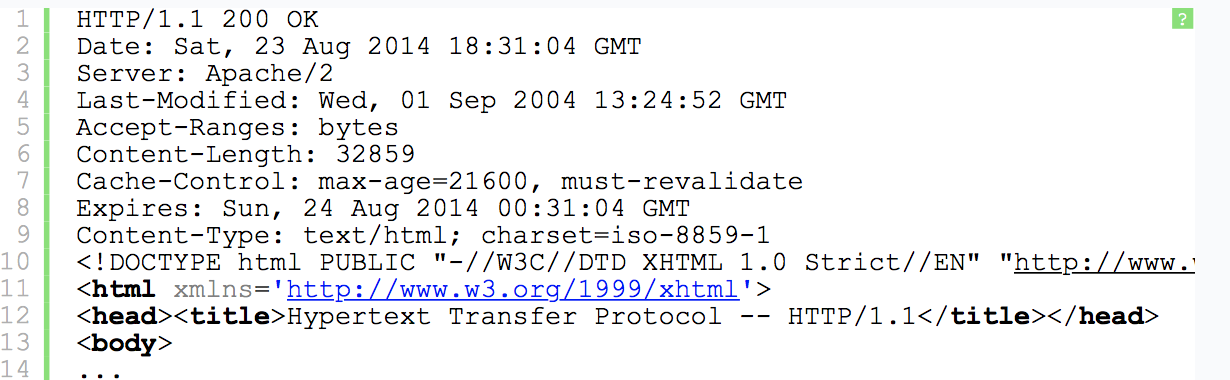 1 HTTP/1.1 200 OK ?
2 Date: Sat, 23 Aug 2014 18:31:04 GMT
3 Server: Apache/2
4 Last-Modified: Wed, 01 Sep 2004 13:24:52 GMT
5 Accept-Ranges: bytes
6 Content-Length: 32859
7 Cache-Control: max-age=21600, must-revalidate
8 Expires: Sun, 24 Aug 2014 00:31:04 GMT
9 Content-Type: text/html; charset=iso-8859-1
10 <!DOCTYPE html PUBLIC "-//W3C//DTD XHTML 1.0 Strict//EN" "http://www.
11 <html xmlns='http://www.w3.org/1999/xhtml'>
12 <head><title>Hypertext Transfer Protocol -- HTTP/1.1</title></head>
13 <body>
14 ...